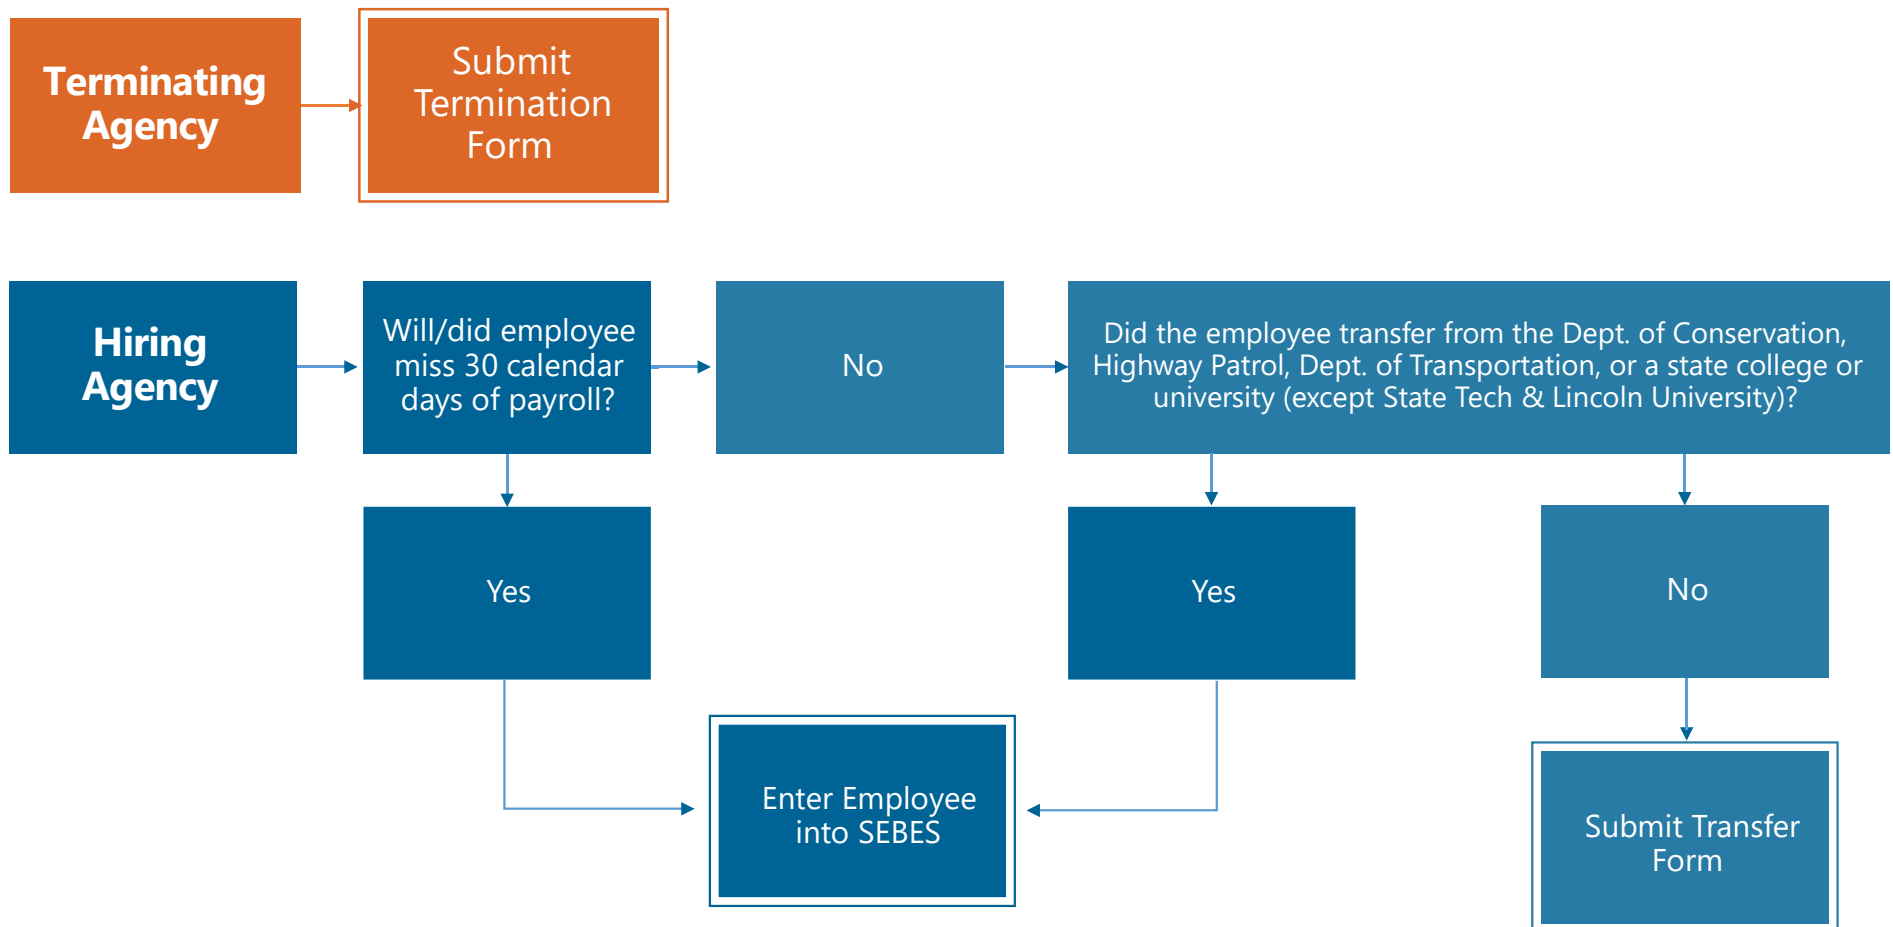 Terminating
Agency
Submit
Termination
Form
Hiring
Agency
Will/did employee
miss 30 calendar
days of payroll?
No
Did the employee transfer from the Dept. of Conservation,
Highway Patrol, Dept. of Transportation, or a state college or
university (except State Tech & Lincoln University)?
Yes
Yes
No
Enter Employee
into SEBES
Submit Transfer
Form